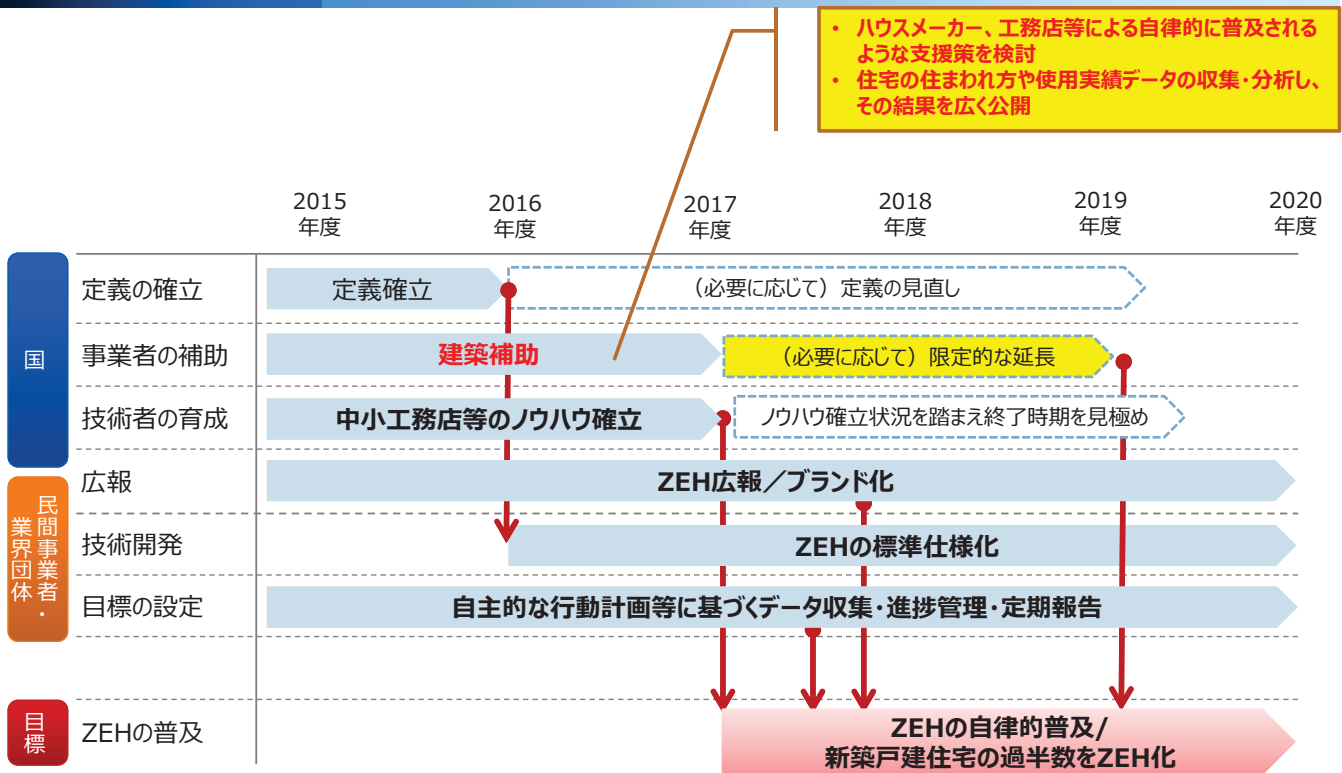 • ハウスメーカー、工務店等による自律的に普及される
ような支援策を検討
• 住宅の住まわれ方や使用実績データの収集・分析し、
その結果を広く公開
2015
年度
2016
年度
2017
年度
2018
年度
2019
年度
2020
年度
国
定義の確立
定義確立
（必要に応じて）定義の見直し
事業者の補助
建築補助
（必要に応じて）限定的な延長
技術者の育成
中小工務店等のノウハウ確立
ノウハウ確立状況を踏まえ終了時期を見極め
民間事業者・
業界団体
広報
ZEH広報／ブランド化
技術開発
ZEHの標準仕様化
目標の設定
自主的な行動計画等に基づくデータ収集・進捗管理・定期報告
目標
ZEHの普及
ZEHの自律的普及/
新築戸建住宅の過半数をZEH化